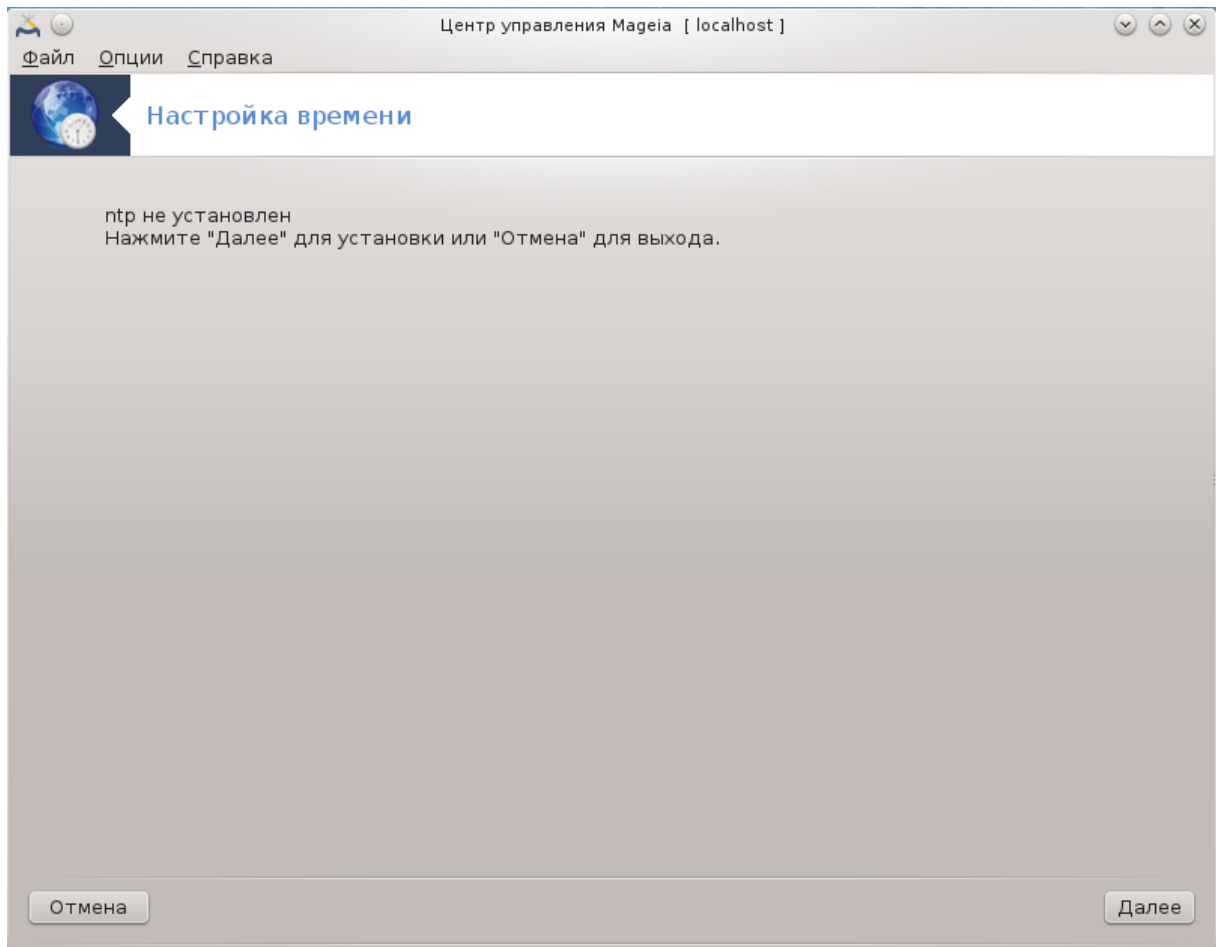 Центр управления Mageia [ localhost ]
Файл Опции Справка
Настройка времени
ntp не установлен
Нажмите "Далее" для установки или "Отмена" для выхода.
Отмена Далее